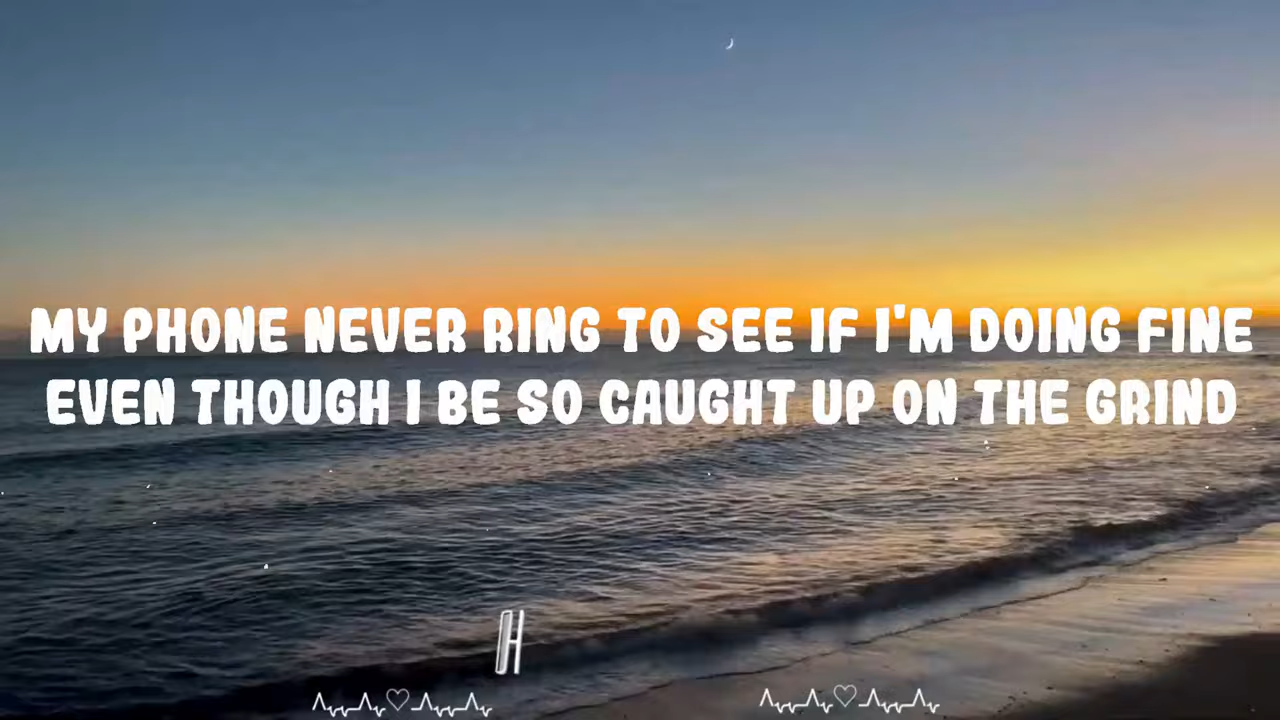 MY PHONE NEVER RING TO SEE IF I'M DOING FINE
EVEN THOUGH I BE SO CAUGHT UP ON THE GRIND
H